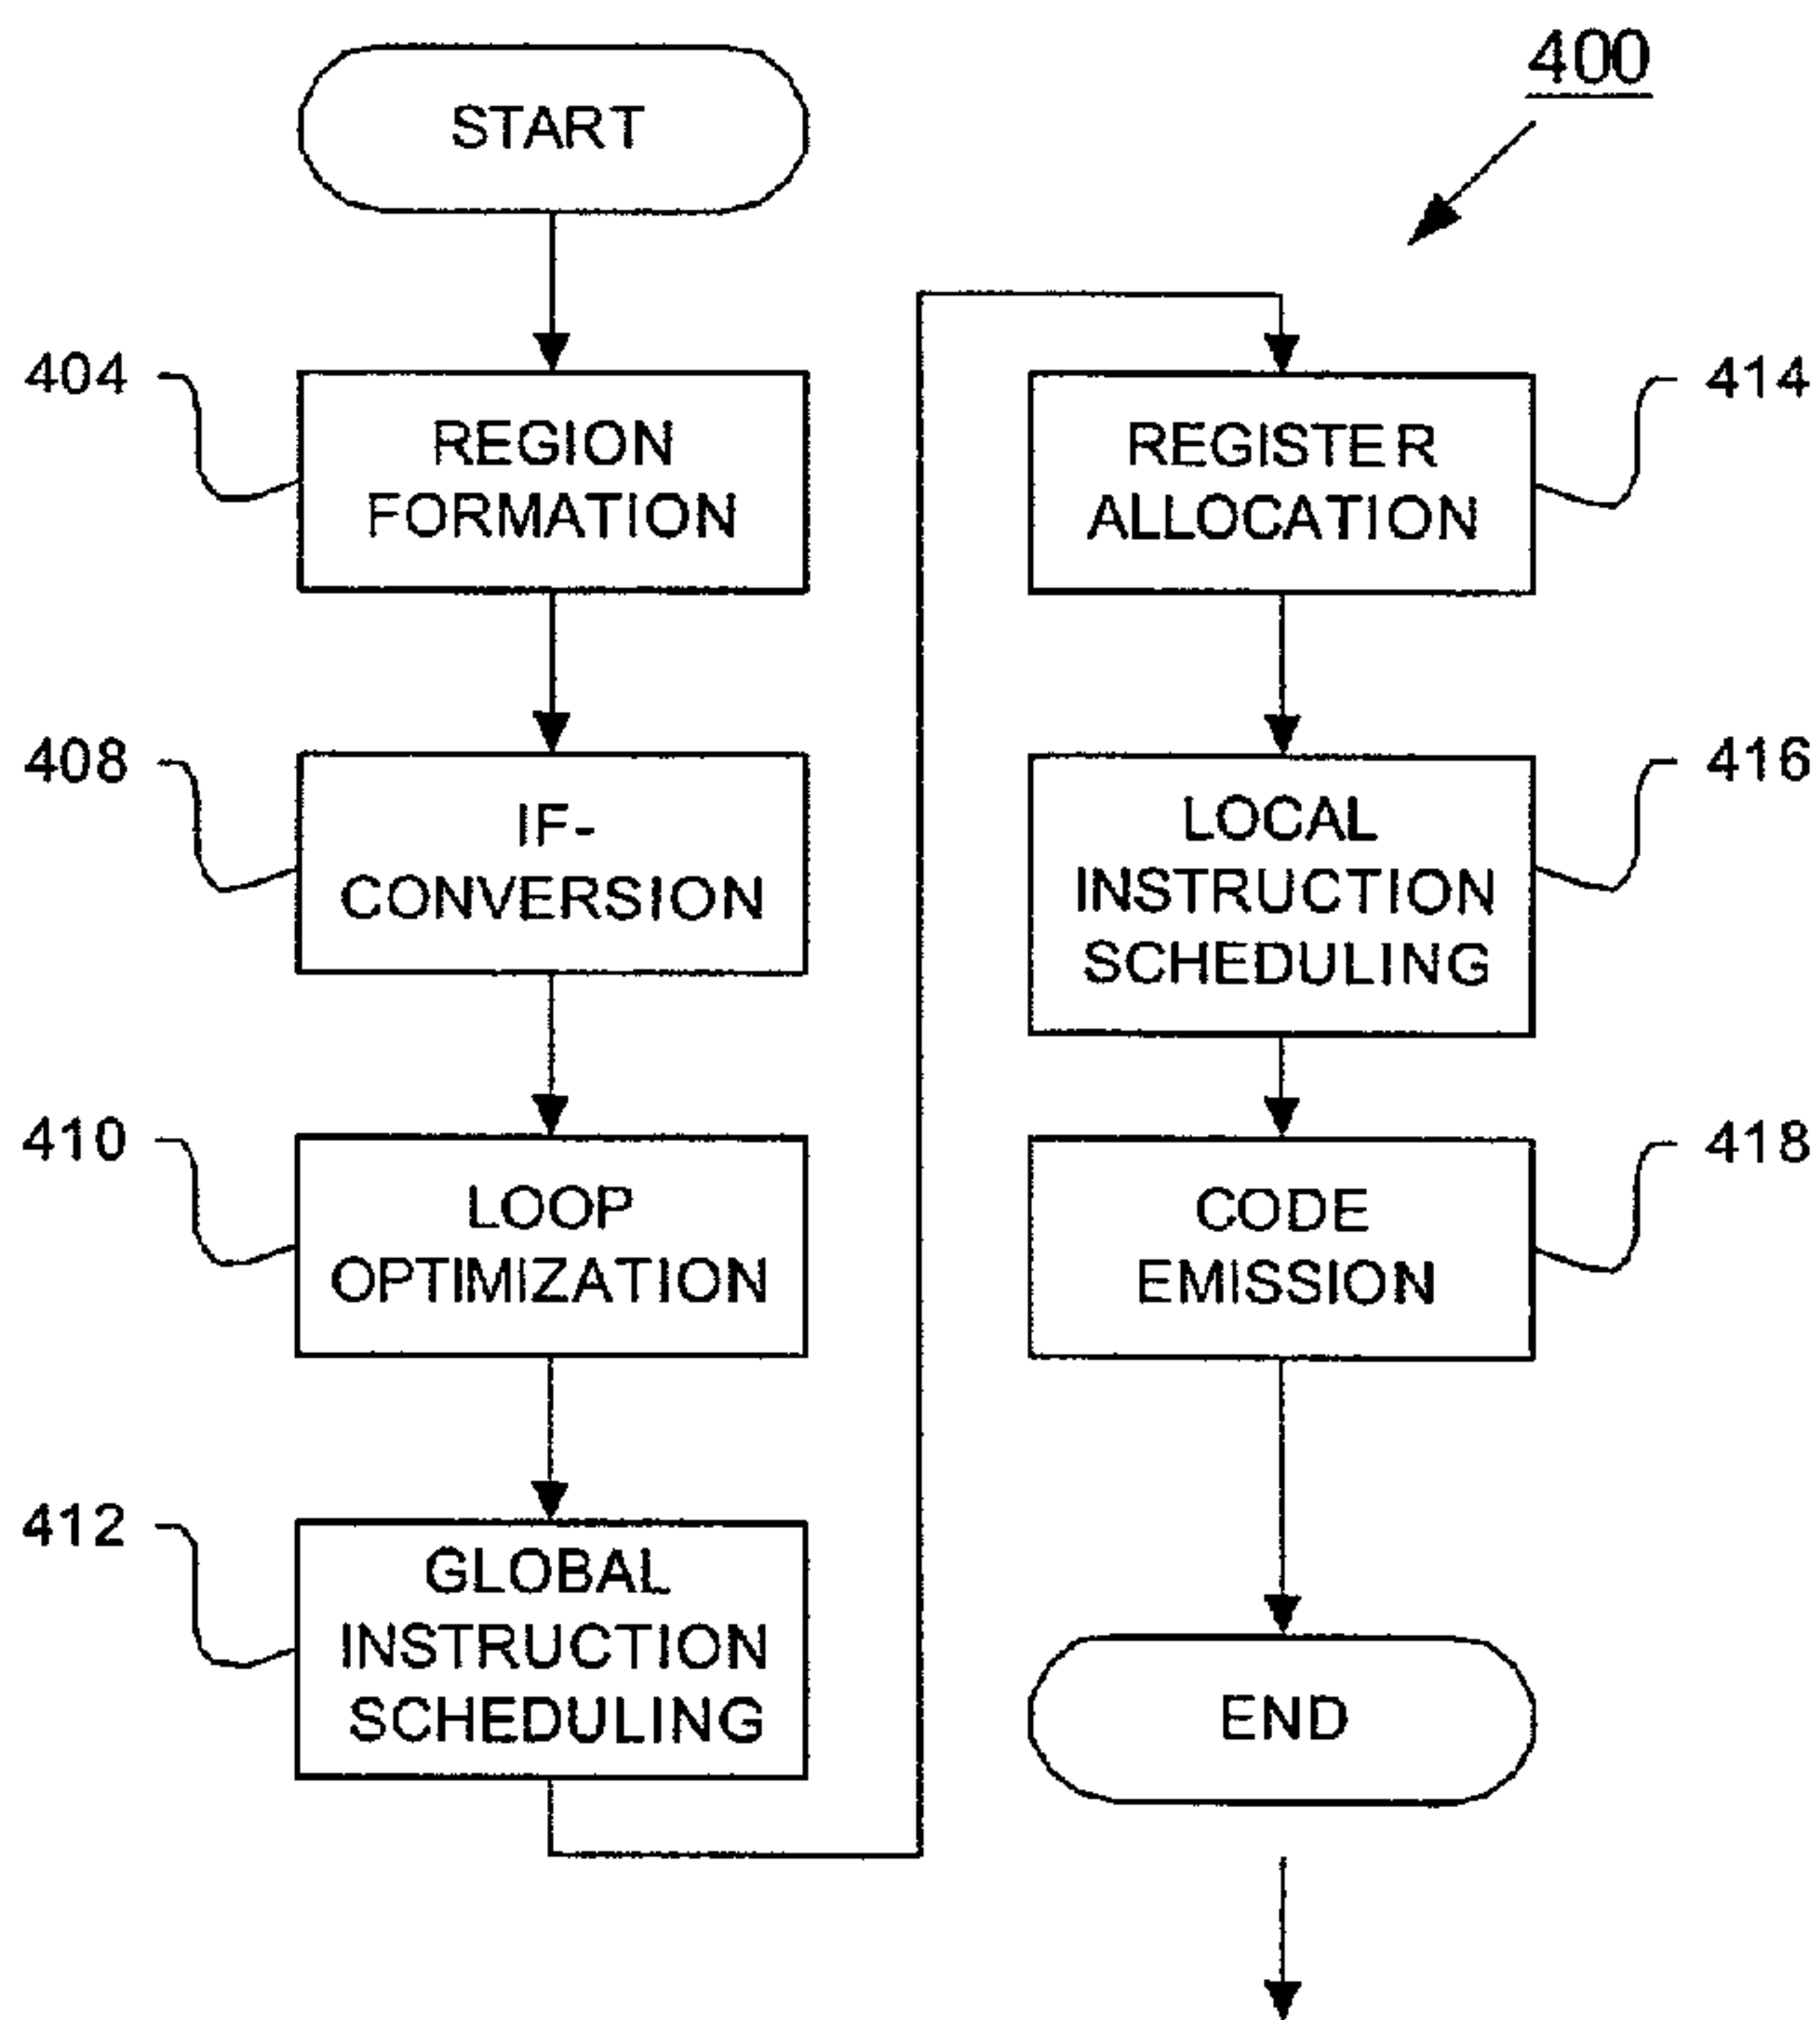 400
START
404
REGION
FORMATION
408
IF-
CONVERSION
410
LOOP
OPTIMIZATION
412
GLOBAL
INSTRUCTION
SCHEDULING
414
REGISTER
ALLOCATION
416
LOCAL
INSTRUCTION
SCHEDULING
418
CODE
EMISSION
END